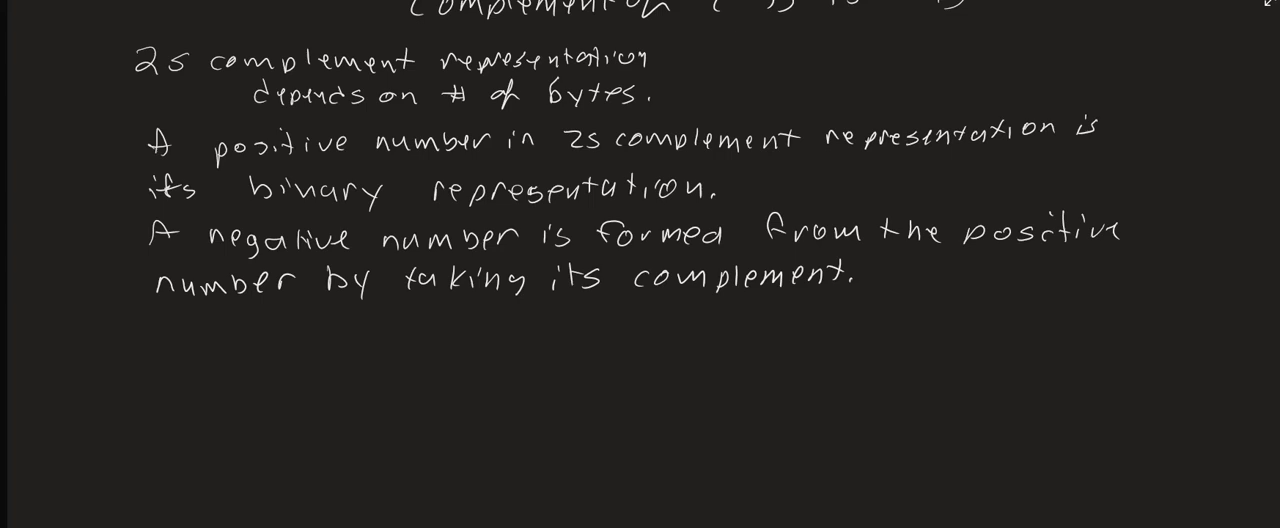 2s complement representation
depends on # of bytes.
A positive number in 2s complement representation is
its binary representation.
A negative number is formed from the positive
number by taking its complement.